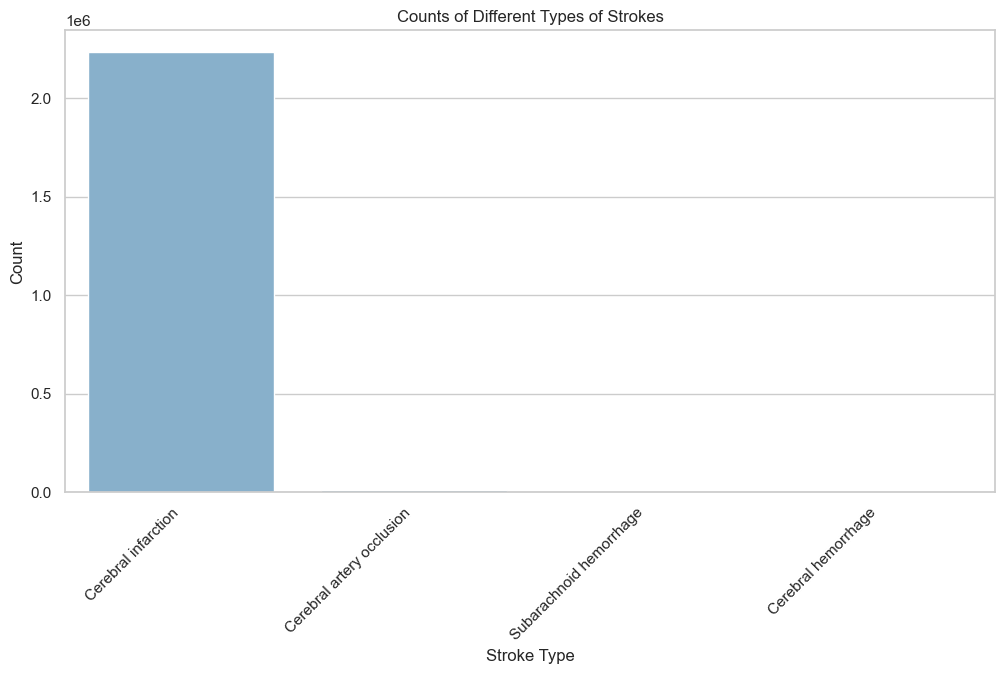 Counts of Different Types of Strokes
1e6
2.0
1.5
1.0
0.5
0.0
Count
Cerebral infarction
Cerebral artery occlusion
Subarachnoid hemorrhage
Cerebral hemorrhage
Stroke Type